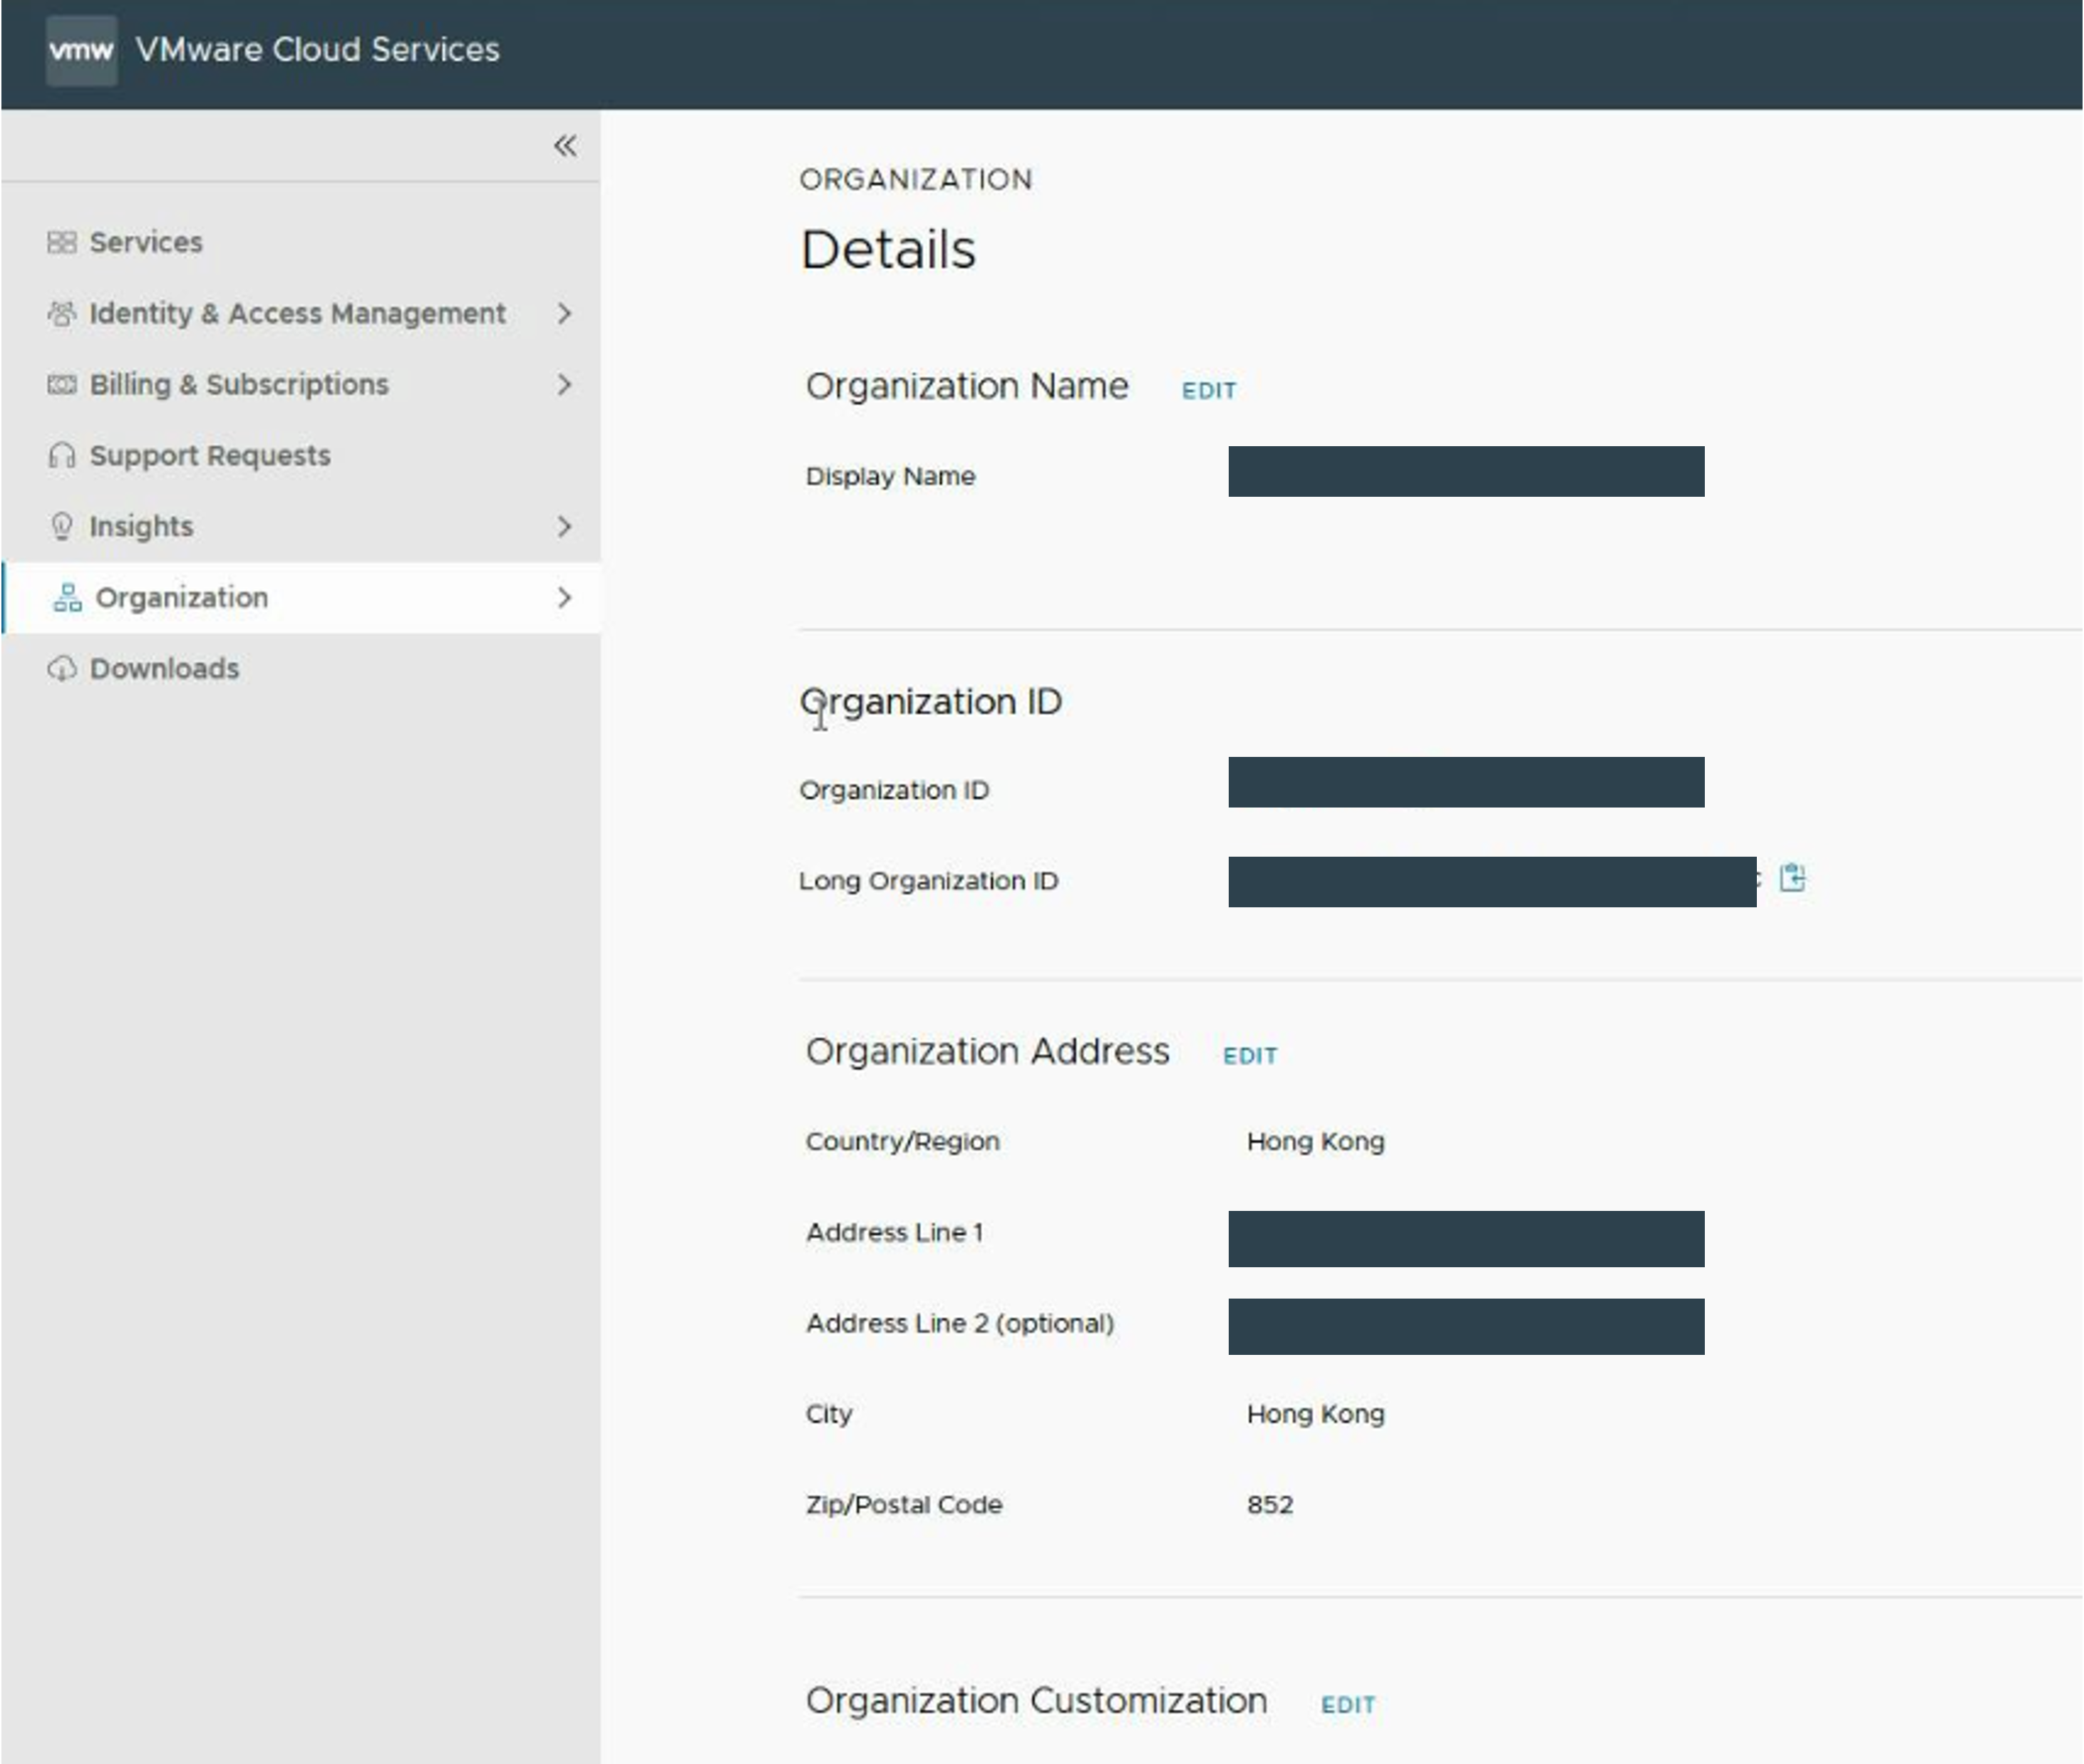 vmw VMware Cloud Services
Services
Identity & Access Management
Billing & Subscriptions
Support Requests
Insights
Organization
Downloads
ORGANIZATION
Details
Organization Name EDIT
Display Name
Organization ID
Organization ID
Long Organization ID
Organization Address EDIT
Country/Region Hong Kong
Address Line 1
Address Line 2 (optional)
City Hong Kong
Zip/Postal Code 852
Organization Customization EDIT